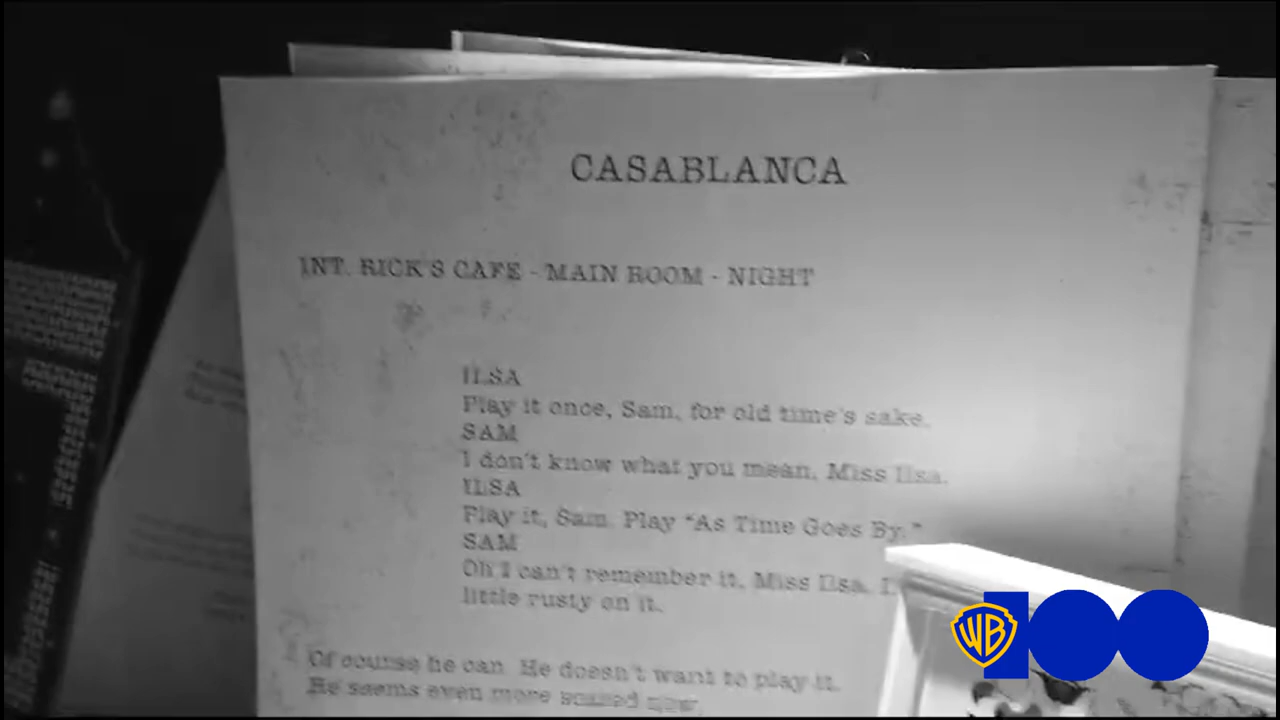 CASABLANCA
INT. RICK'S CAFE - MAIN ROOM - NIGHT
ILSA
Play it once, Sam, for old time's sake.
SAM
I don't know what you mean, Miss Ilsa.
ILSA
Play it, Sam. Play “As Time Goes By.”
SAM
Oh I can't remember it, Miss Ilsa.
little rusty on it.
Of course he can. He doesn't want to play it.
He seems even more scared now.
WB 100